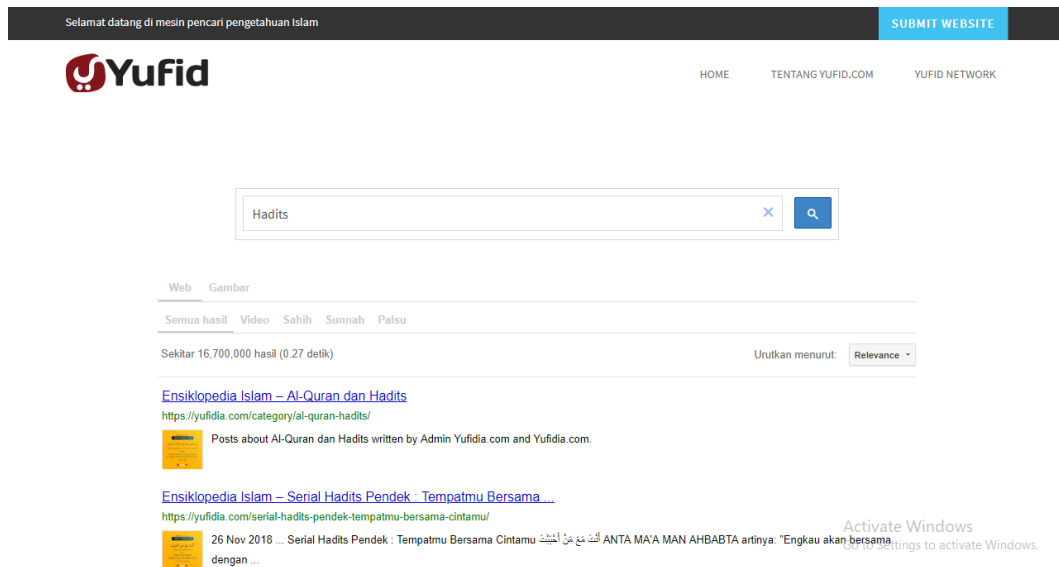 Selamat datang di mesin pencari pengetahuan Islam
SUBMIT WEBSITE
Yufid
HOME TENTANG YUFID.COM YUFID NETWORK
Hadits
Web Gambar
Semua hasil Video Sahih Sunnah Palsu
Sekitar 16,700,000 hasil (0.27 detik)
Urutkan menurut: Relevance
Ensiklopedia Islam – Al-Quran dan Hadits
https://yufidia.com/category/al-quran-hadits/
Posts about Al-Quran dan Hadits written by Admin Yufidia.com and Yufidia.com.
Ensiklopedia Islam – Serial Hadits Pendek : Tempatmu Bersama ...
https://yufidia.com/serial-hadits-pendek-tempatmu-bersama-cintamu/
26 Nov 2018 ... Serial Hadits Pendek : Tempatmu Bersama Cintamu أَنْتَ مَعَ مَنْ أَحْبَبْتَ ANTA MA'A MAN AHBABTA artinya: "Engkau akan bersama
dengan ...
Activate Windows
Go to Settings to activate Windows.